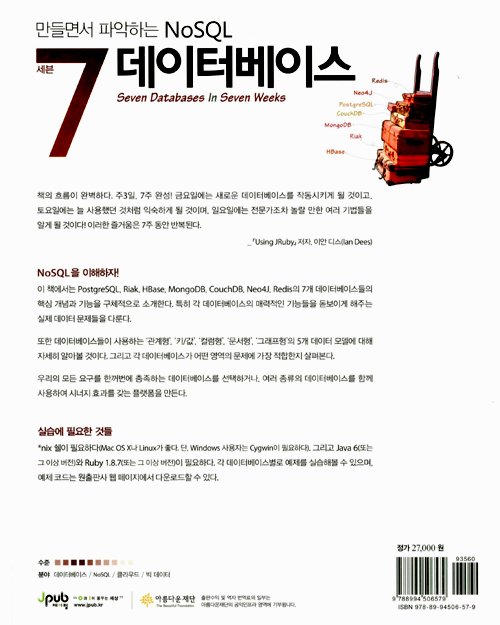 만들면서 파악하는 NoSQL
세븐
7 데이터베이스
Seven Databases In Seven Weeks
Redis
Neo4J
PostgreSQL
CouchDB
MongoDB
Riak
HBase
책의 흐름이 완벽하다. 주3일, 7주 완성! 금요일에는 새로운 데이터베이스를 작동시키게 될 것이고,
토요일에는 늘 사용했던 것처럼 익숙하게 될 것이며, 일요일에는 전문가조차 놀랄 만한 여러 기법들을
알게 될 것이다! 이러한 즐거움은 7주 동안 반복된다.
_『Using JRuby』 저자, 이안 디스(Ian Dees)
NoSQL을 이해하자!
이 책에서는 PostgreSQL, Riak, HBase, MongoDB, CouchDB, Neo4J, Redis의 7개 데이터베이스들의
핵심 개념과 기능을 구체적으로 소개한다. 특히 각 데이터베이스의 매력적인 기능들을 돋보이게 해주는
실제 데이터 문제들을 다룬다.
또한 데이터베이스들이 사용하는 '관계형', '키/값', '컬럼형', '문서형', '그래프형'의 5개 데이터 모델에 대해
자세히 알아볼 것이다. 그리고 각 데이터베이스가 어떤 영역의 문제에 가장 적합한지 살펴본다.
우리의 모든 요구를 한꺼번에 충족하는 데이터베이스를 선택하거나, 여러 종류의 데이터베이스를 함께
사용하여 시너지 효과를 갖는 플랫폼을 만든다.
실습에 필요한 것들
*nix 쉘이 필요하다(Mac OS X나 Linux가 좋다. 단, Windows 사용자는 Cygwin이 필요하다). 그리고 Java 6(또는
그 이상 버전)와 Ruby 1.8.7(또는 그 이상 버전)이 필요하다. 각 데이터베이스별로 예제를 실습해볼 수 있으며,
예제 코드는 원출판사 웹 페이지에서 다운로드할 수 있다.
수준
분야 데이터베이스 / NoSQL / 클라우드 / 빅 데이터
정가 27,000 원
93560
9 788994 506579
ISBN 978-89-94506-57-9
Jpub
제이펍
www.jpub.kr
아름다운재단
The Beautiful Foundation
출판수익 및 역자 번역료의 일부는
아름다운재단의 공익인프라 영역에 기부됩니다.